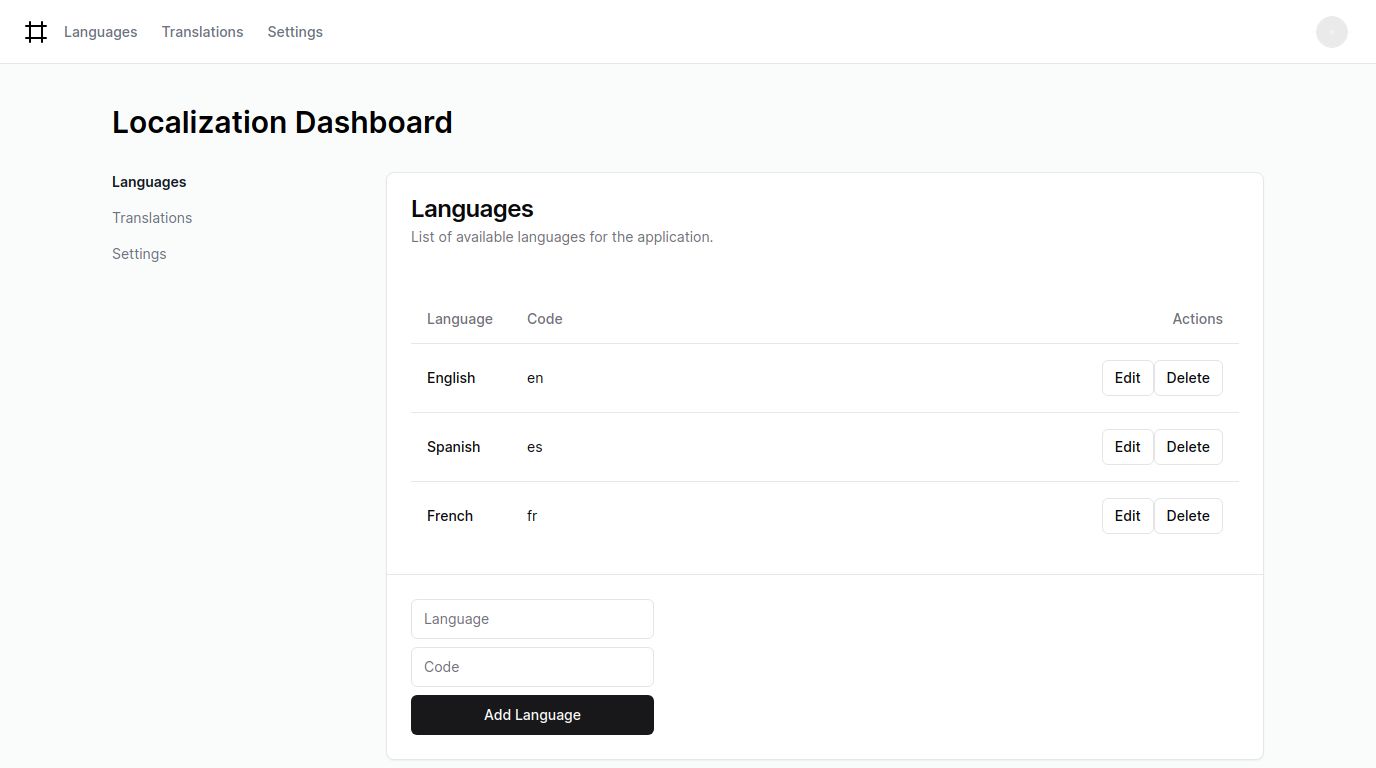 Languages Translations Settings
Localization Dashboard
Languages
Translations
Settings
Languages
List of available languages for the application.
Language Code Actions
English en Edit Delete
Spanish es Edit Delete
French fr Edit Delete
Language
Code
Add Language